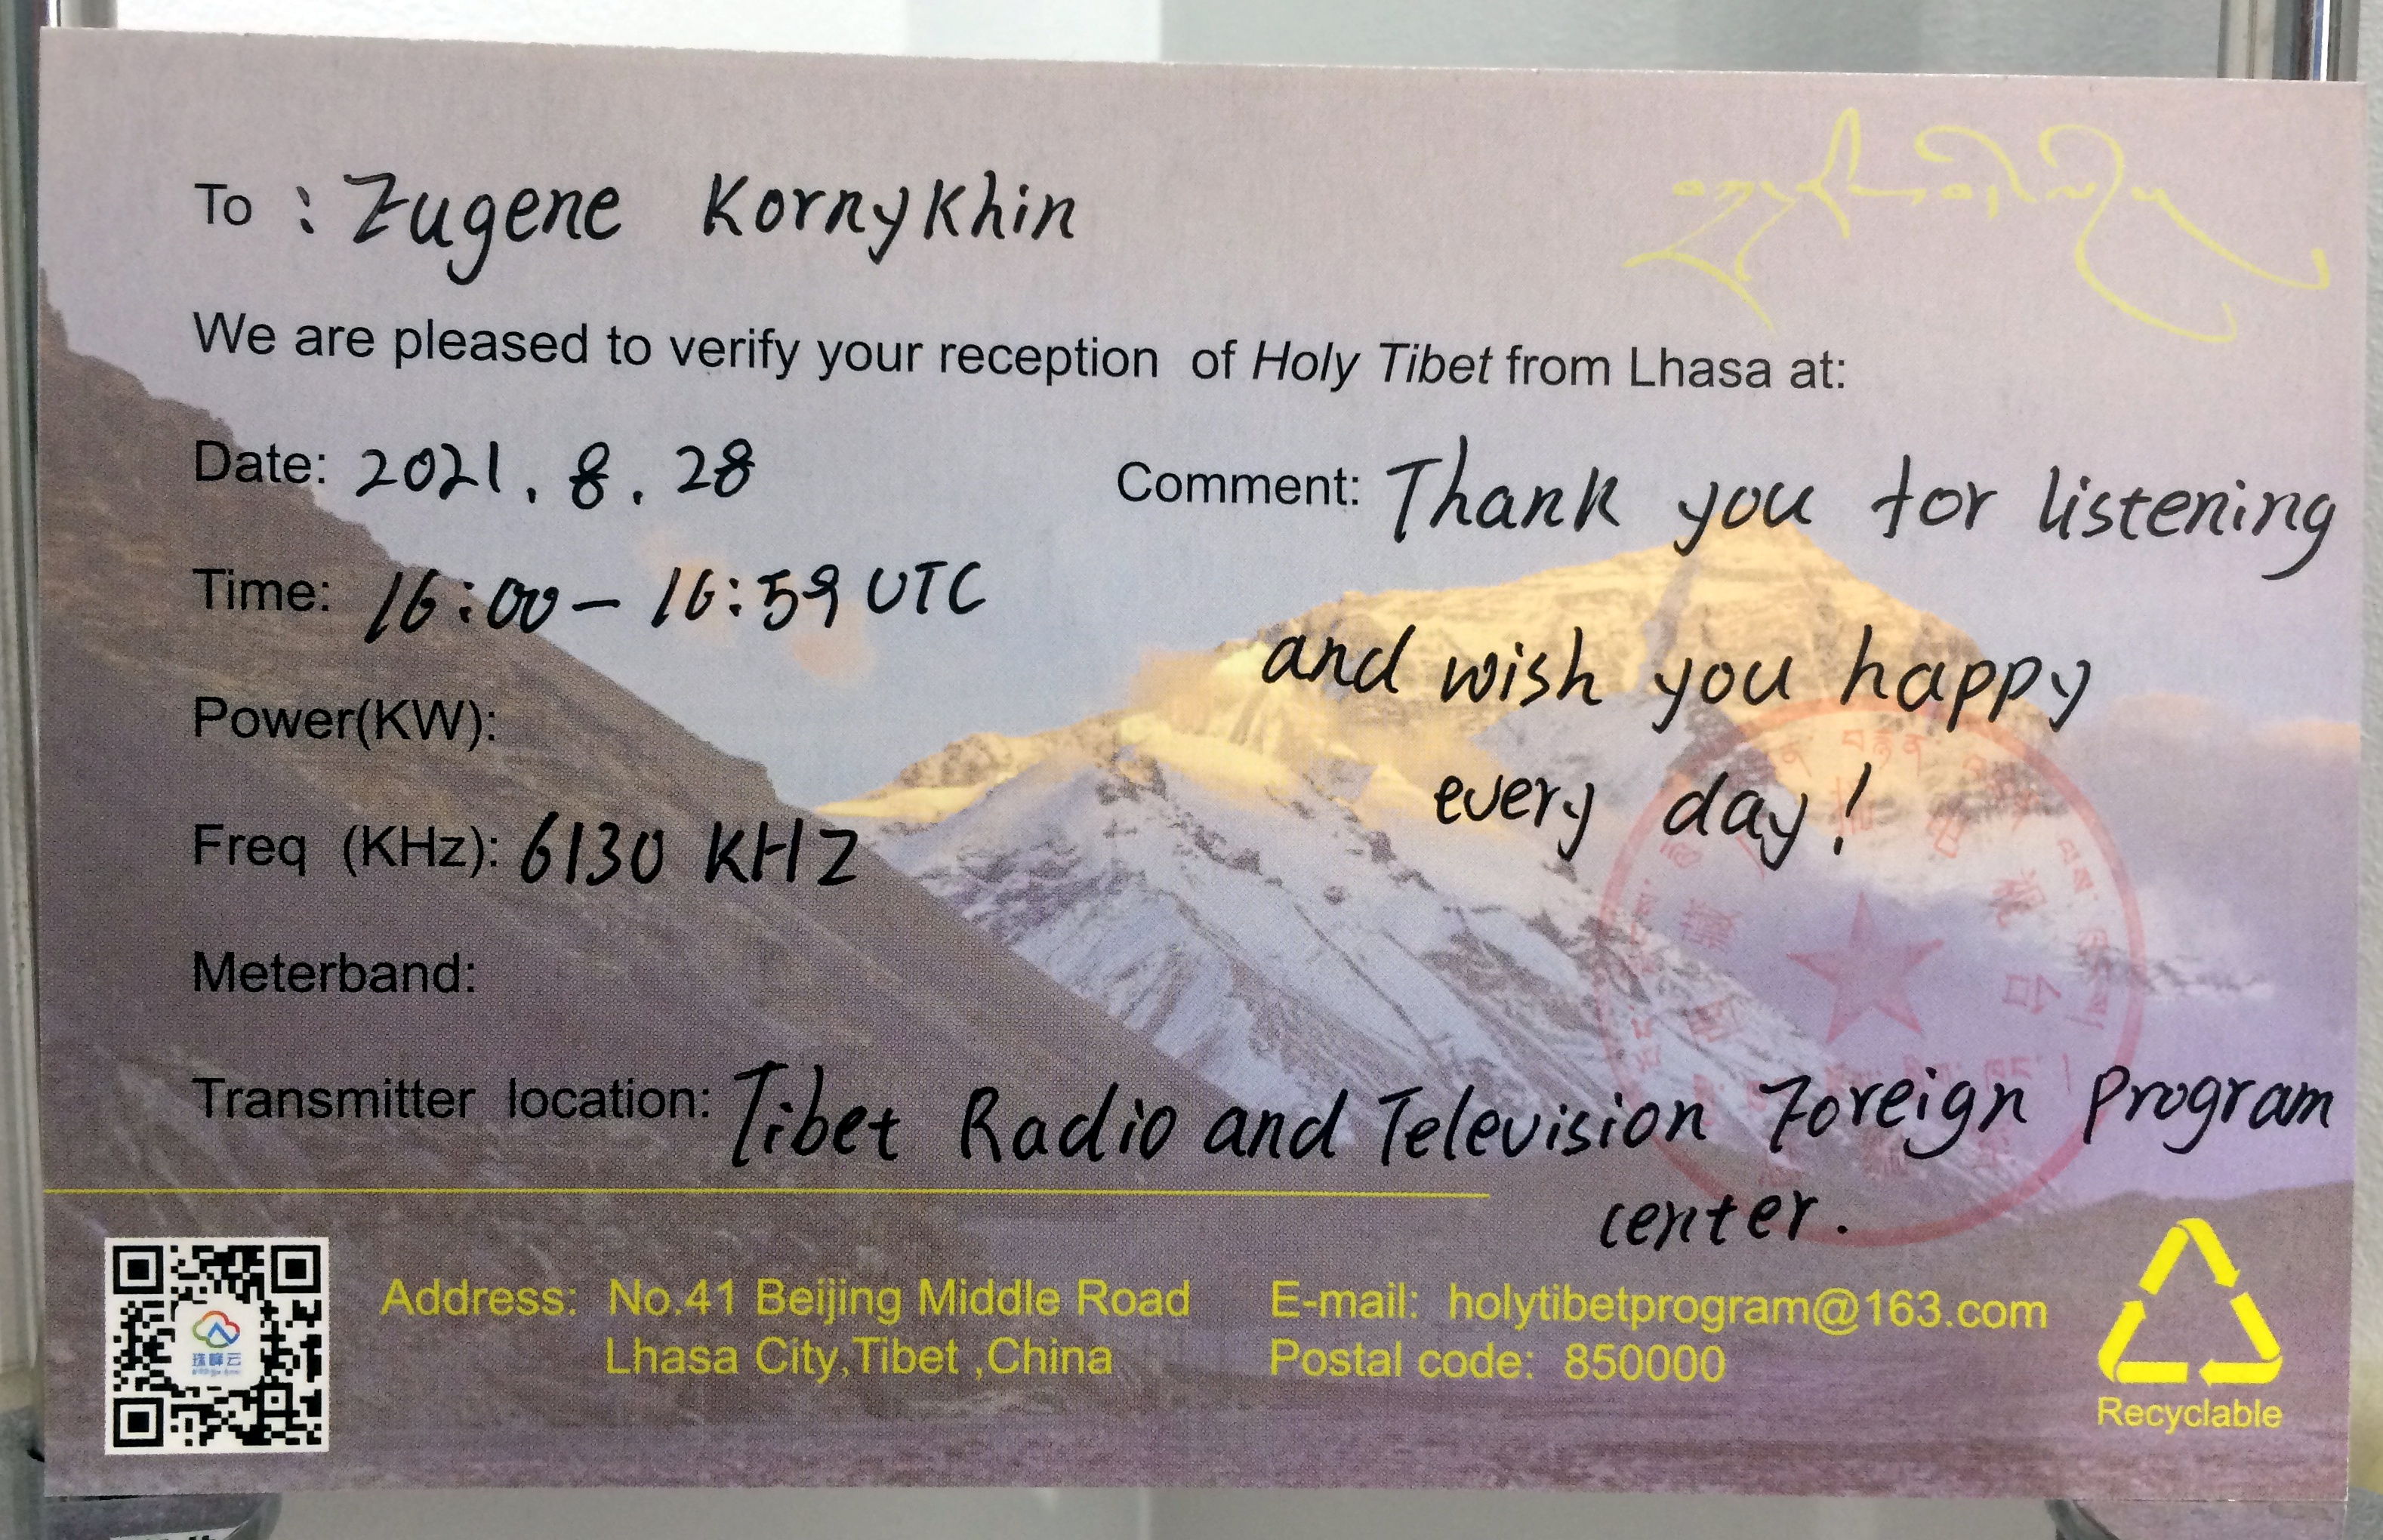 To : Zugene Kornykhin
We are pleased to verify your reception of Holy Tibet from Lhasa at:
Date: 2021. 8. 28
Comment: Thank you for listening
and wish you happy
every day!
Time: 16:00 – 16:59 UTC
Power(KW):
Freq (KHz): 6130 KHZ
Meterband:
Transmitter location: Tibet Radio and Television Foreign Program
center.
珠峰云
Address: No.41 Beijing Middle Road
Lhasa City,Tibet ,China
E-mail: holytibetprogram@163.com
Postal code: 850000
Recyclable